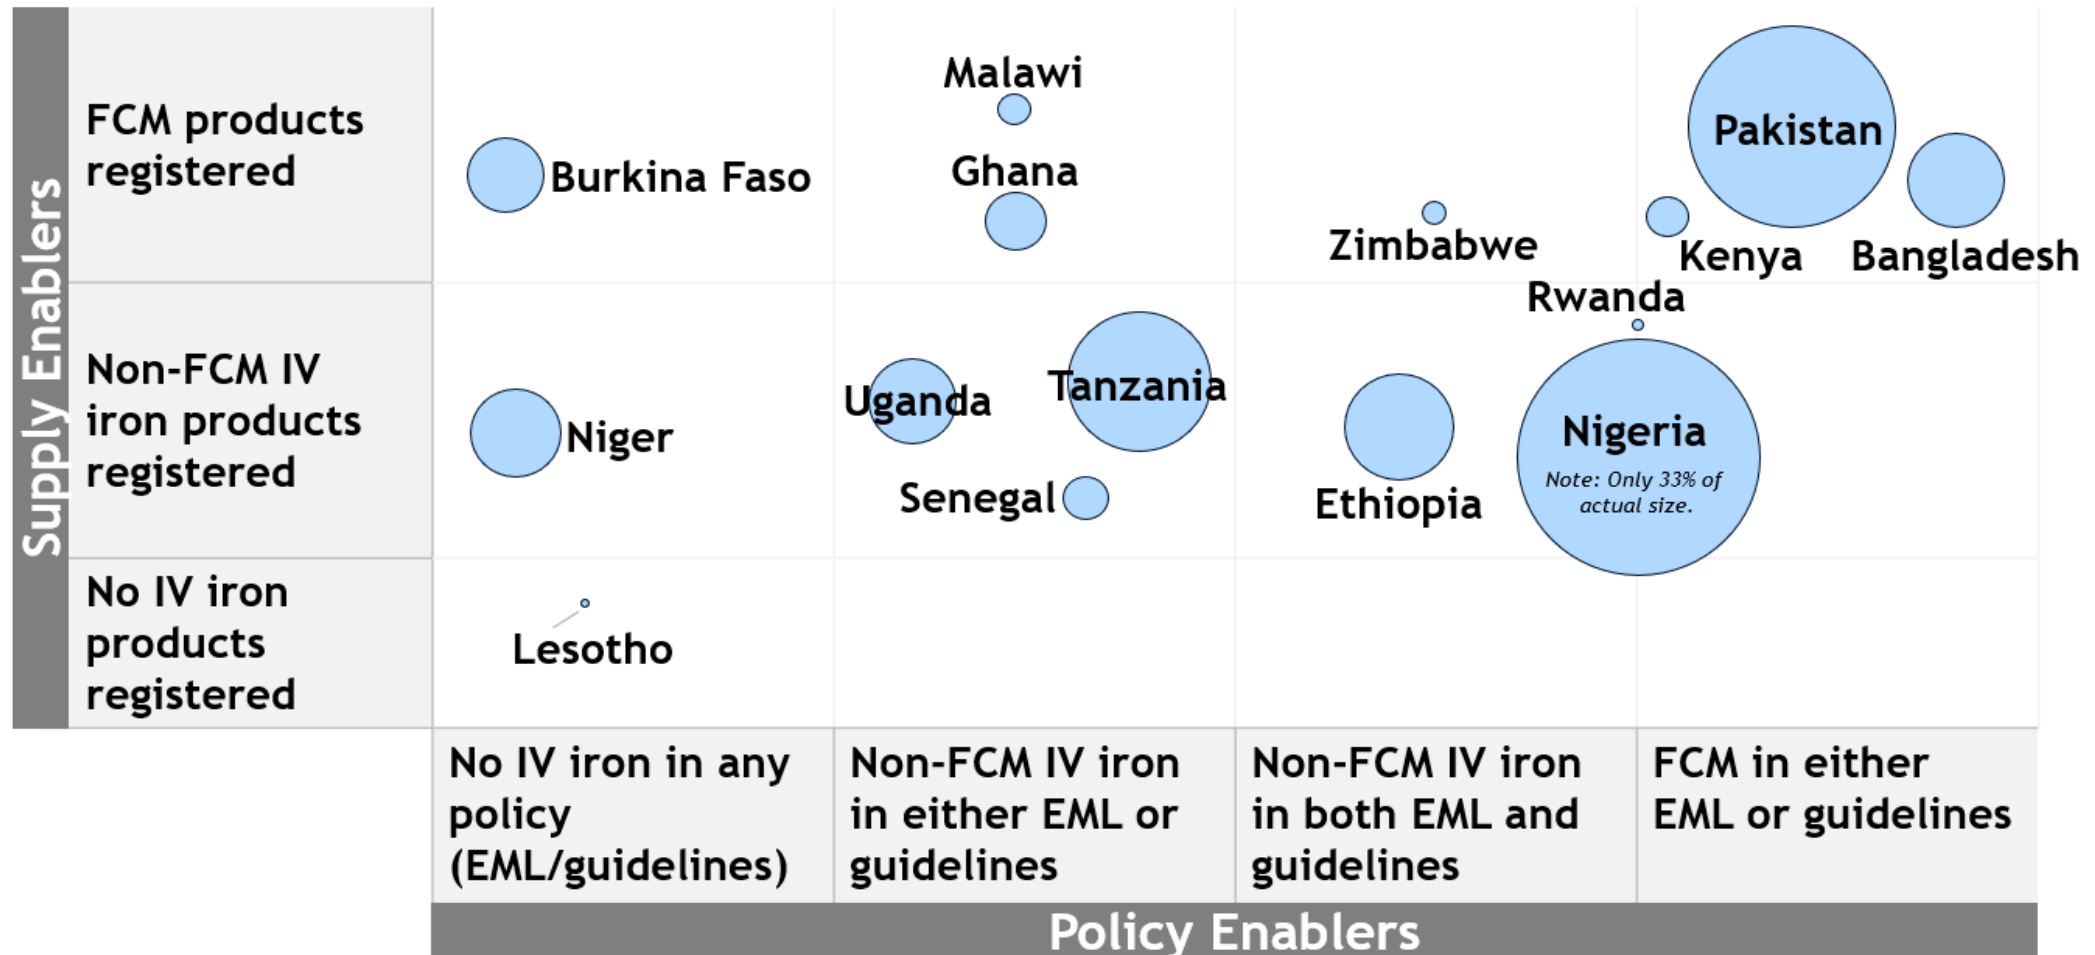 Supply Enablers
FCM products
registered
Burkina Faso
Malawi
Ghana
Zimbabwe
Pakistan
Kenya
Bangladesh
Non-FCM IV
iron products
registered
Niger
Uganda
Tanzania
Senegal
Ethiopia
Rwanda
Nigeria
Note: Only 33% of
actual size.
No IV iron
products
registered
Lesotho
No IV iron in any
policy
(EML/guidelines)
Non-FCM IV iron
in either EML or
guidelines
Non-FCM IV iron
in both EML and
guidelines
FCM in either
EML or guidelines
Policy Enablers